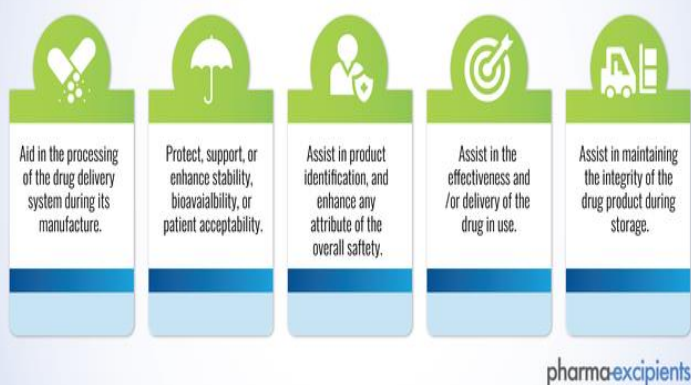 Aid in the processing
of the drug delivery
system during its
manufacture.
Protect, support, or
enhance stability,
bioavaialbility, or
patient acceptability.
Assist in product
identification, and
enhance any
attribute of the
overall saftety.
Assist in the
effectiveness and
/or delivery of the
drug in use.
Assist in maintaining
the integrity of the
drug product during
storage.
pharma-excipients